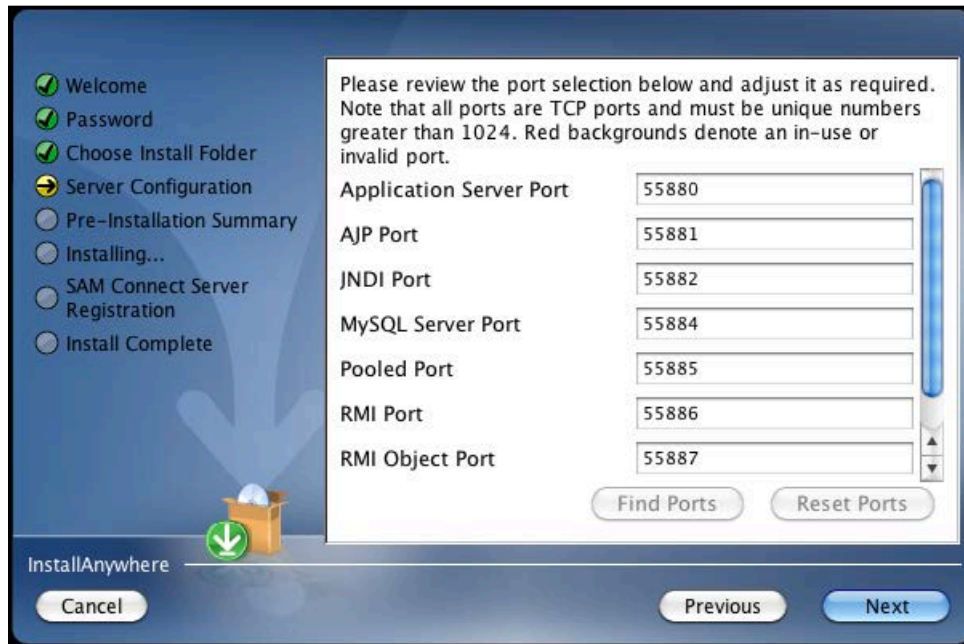 Welcome
Password
Choose Install Folder
Server Configuration
Pre-Installation Summary
Installing...
SAM Connect Server
Registration
Install Complete
Please review the port selection below and adjust it as required.
Note that all ports are TCP ports and must be unique numbers
greater than 1024. Red backgrounds denote an in-use or
invalid port.
Application Server Port 55880
AJP Port 55881
JNDI Port 55882
MySQL Server Port 55884
Pooled Port 55885
RMI Port 55886
RMI Object Port 55887
Find Ports Reset Ports
InstallAnywhere
Cancel Previous Next